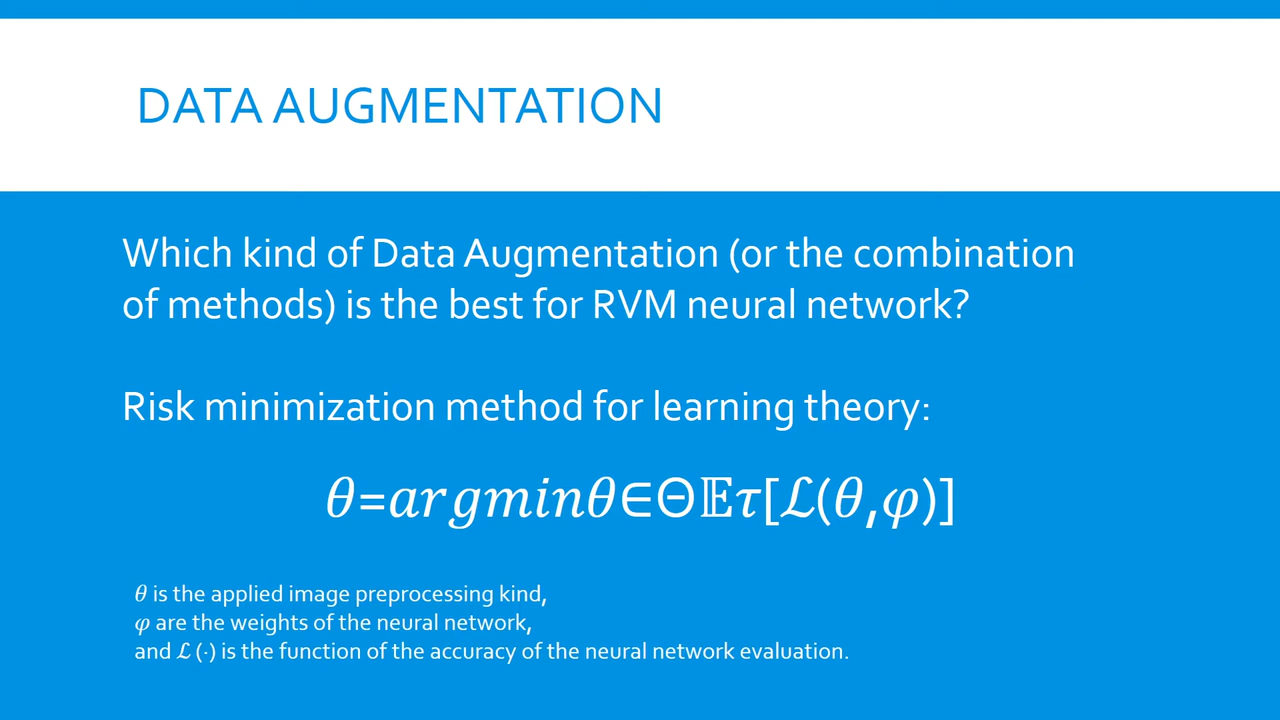 DATA AUGMENTATION
Which kind of Data Augmentation (or the combination
of methods) is the best for RVM neural network?
Risk minimization method for learning theory:
𝜃=𝑎𝑟𝑔𝑚𝑖𝑛𝜃∈Θ𝔼𝜏[ℒ(𝜃,𝜑)]
𝜃 is the applied image preprocessing kind,
𝜑 are the weights of the neural network,
and ℒ (·) is the function of the accuracy of the neural network evaluation.